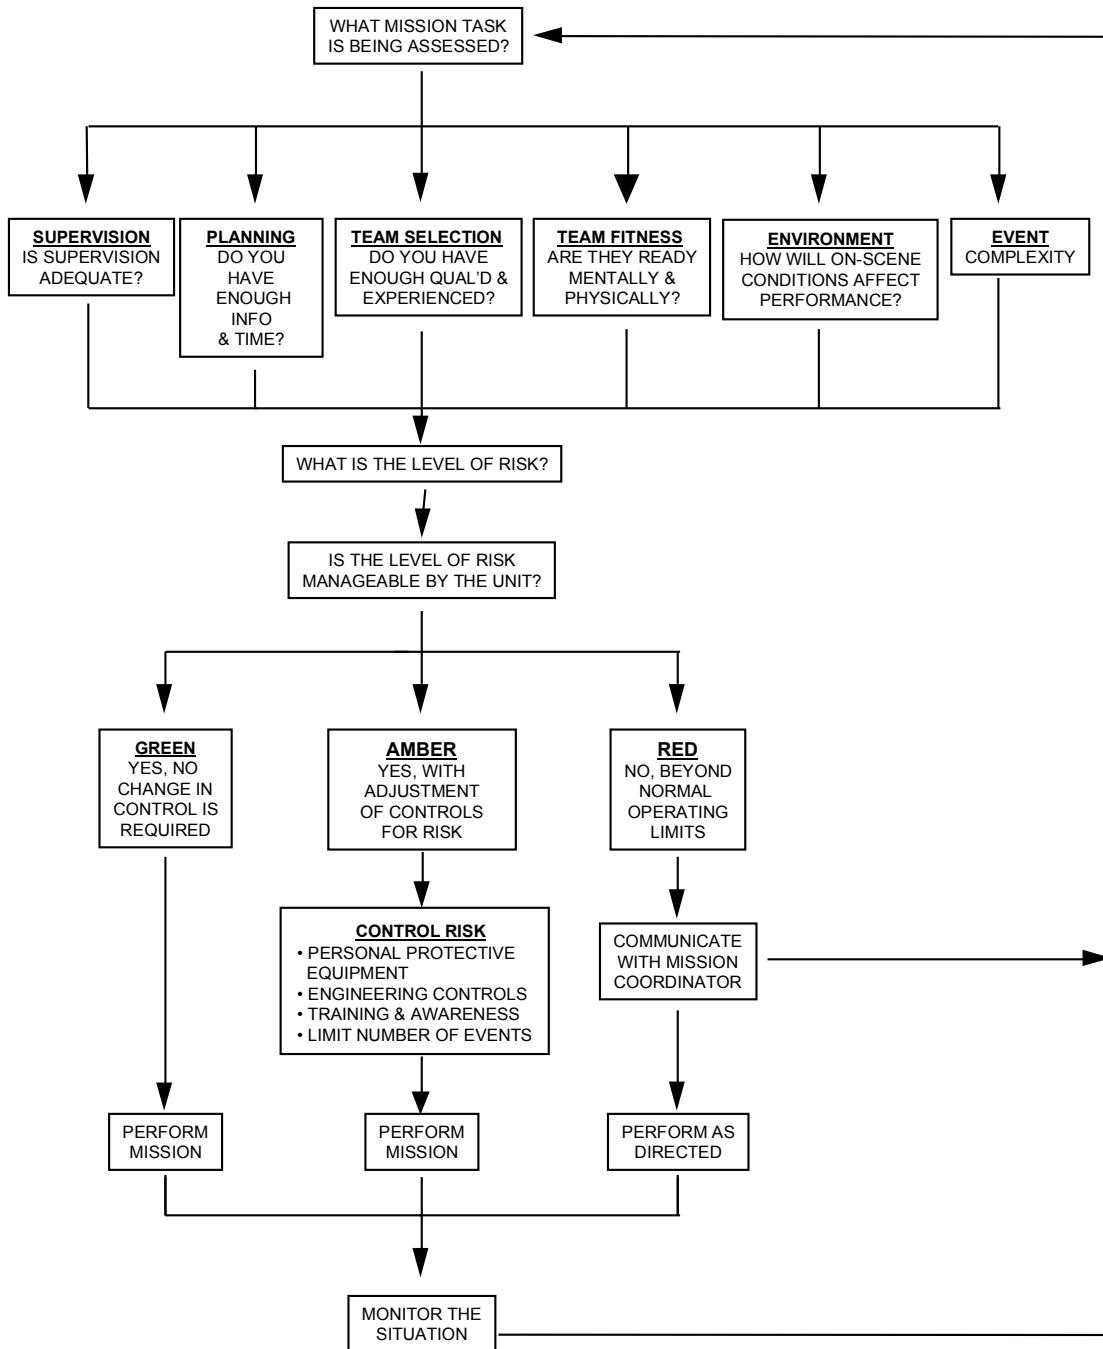 WHAT MISSION TASK
IS BEING ASSESSED?
SUPERVISION
IS SUPERVISION
ADEQUATE?
PLANNING
DO YOU
HAVE
ENOUGH
INFO
& TIME?
TEAM SELECTION
DO YOU HAVE
ENOUGH QUAL’D &
EXPERIENCED?
TEAM FITNESS
ARE THEY READY
MENTALLY &
PHYSICALLY?
ENVIRONMENT
HOW WILL ON-SCENE
CONDITIONS AFFECT
PERFORMANCE?
EVENT
COMPLEXITY
WHAT IS THE LEVEL OF RISK?
IS THE LEVEL OF RISK
MANAGEABLE BY THE UNIT?
GREEN
YES, NO
CHANGE IN
CONTROL IS
REQUIRED
AMBER
YES, WITH
ADJUSTMENT
OF CONTROLS
FOR RISK
RED
NO, BEYOND
NORMAL
OPERATING
LIMITS
CONTROL RISK
• PERSONAL PROTECTIVE
EQUIPMENT
• ENGINEERING CONTROLS
• TRAINING & AWARENESS
• LIMIT NUMBER OF EVENTS
COMMUNICATE
WITH MISSION
COORDINATOR
PERFORM
MISSION
PERFORM
MISSION
PERFORM AS
DIRECTED
MONITOR THE
SITUATION